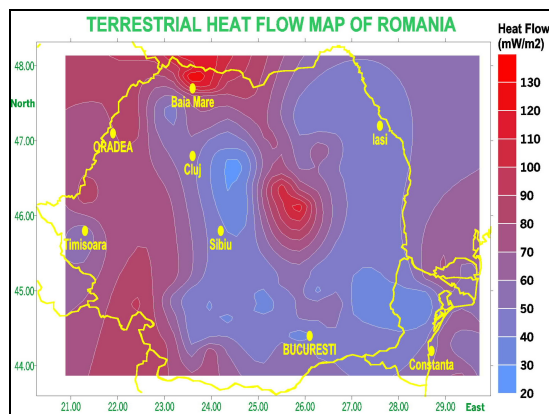 TERRESTRIAL HEAT FLOW MAP OF ROMANIA
Heat Flow
(mW/m2)
48.00
North
47.00
46.00
45.00
44.00
Baia Mare
ORADEA
Iasi
Cluj
Timisoara
Sibiu
BUCURESTI
Constanta
130
120
110
100
90
80
70
60
50
40
30
20
21.00 22.00 23.00 24.00 25.00 26.00 27.00 28.00 29.00
East